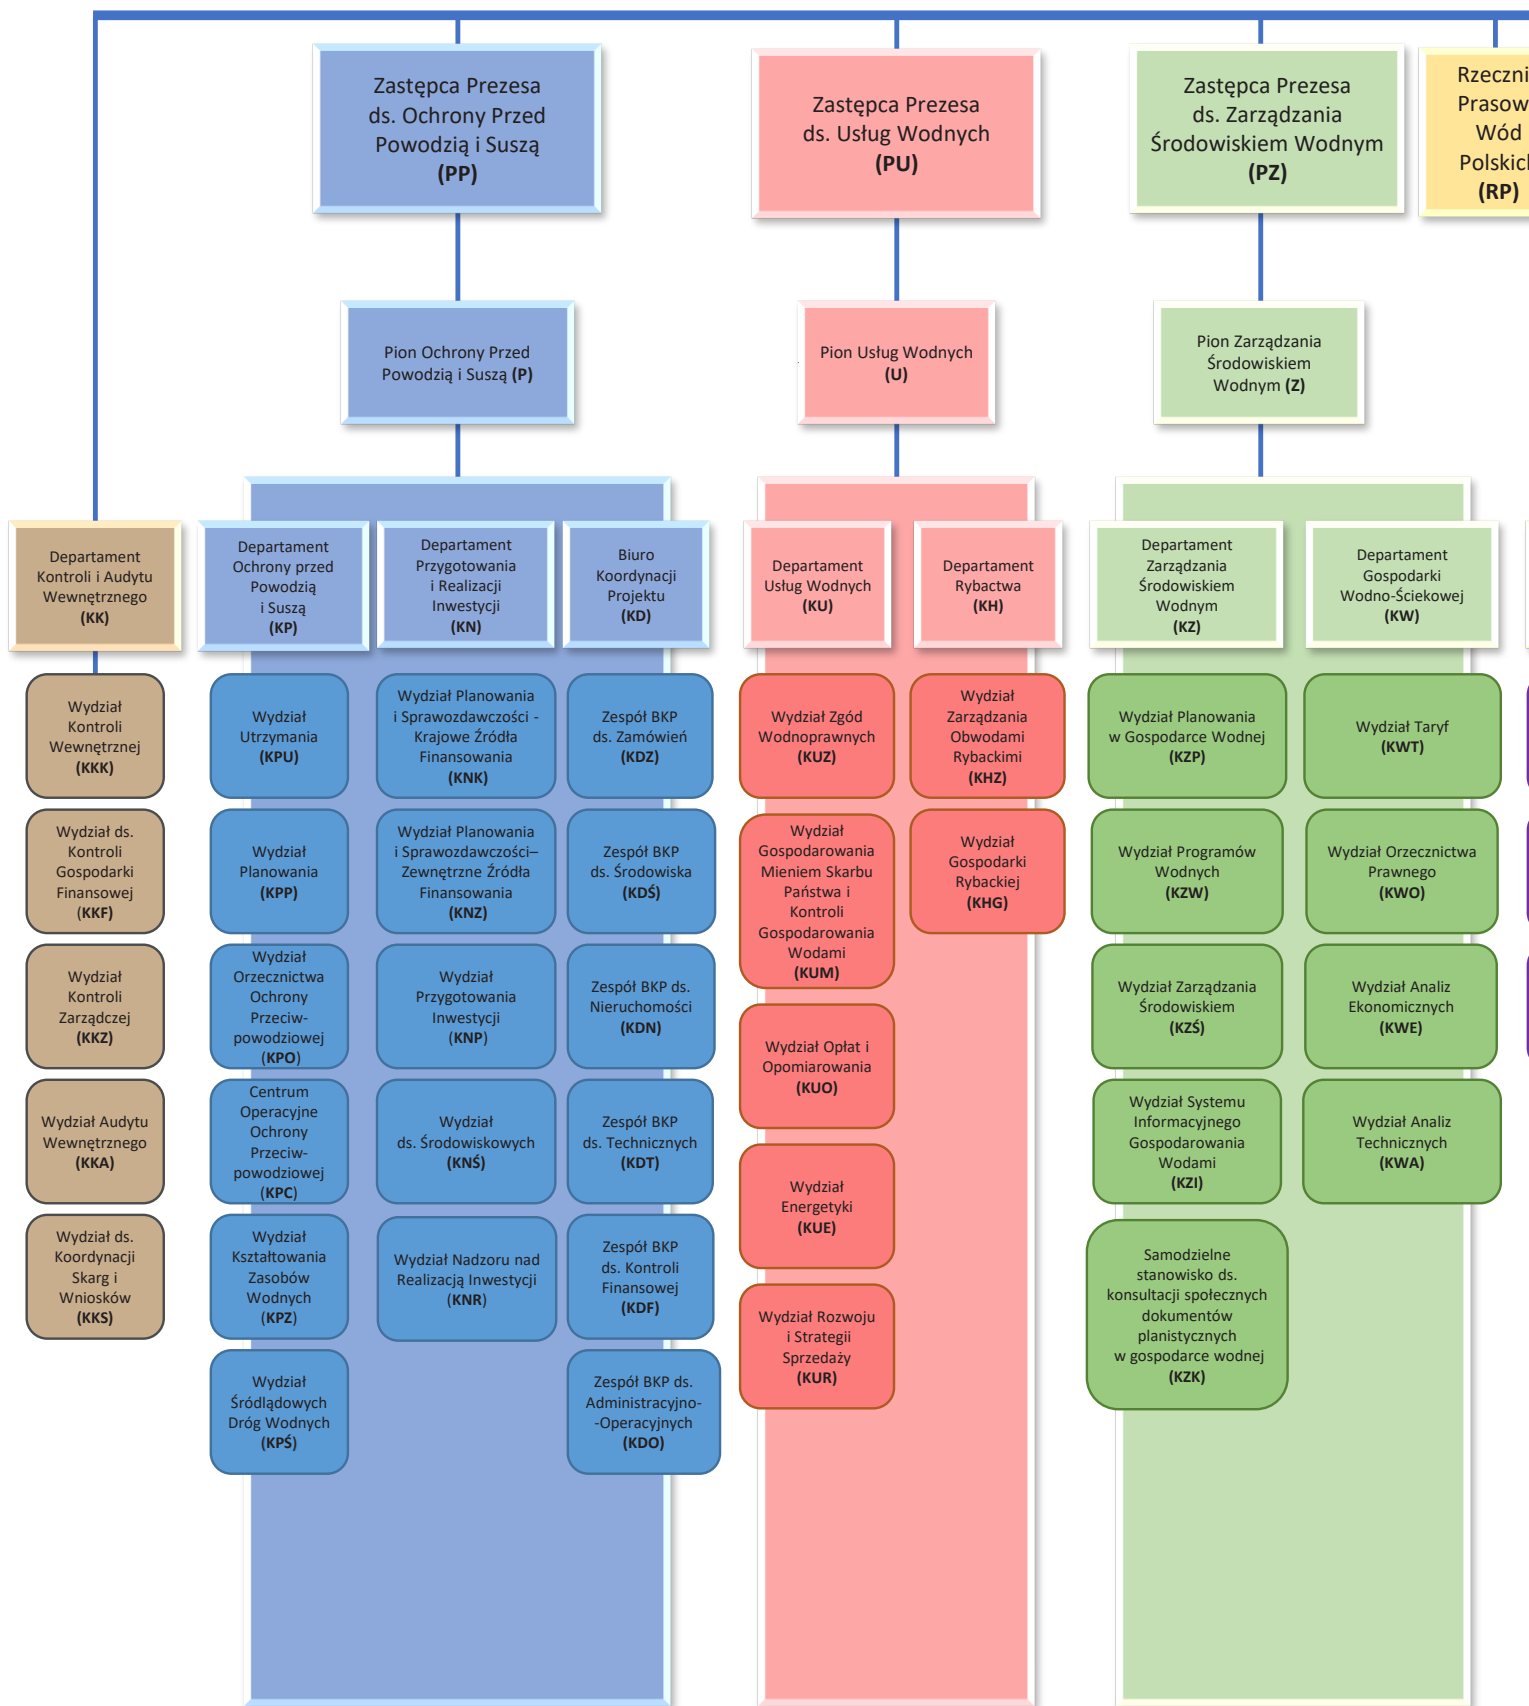 Zastępca Prezesa
ds. Ochrony Przed
Powodzią i Suszą
(PP)
Zastępca Prezesa
ds. Usług Wodnych
(PU)
Zastępca Prezesa
ds. Zarządzania
Środowiskiem Wodnym
(PZ)
Rzeczni
Prasow
Wód
Polskich
(RP)
Pion Ochrony Przed
Powodzią i Suszą (P)
Pion Usług Wodnych
(U)
Pion Zarządzania
Środowiskiem
Wodnym (Z)
Departament
Kontroli i Audytu
Wewnętrznego
(KK)
Departament
Ochrony przed
Powodzią
i Suszą
(KP)
Departament
Przygotowania
i Realizacji
Inwestycji
(KN)
Biuro
Koordynacji
Projektu
(KD)
Departament
Usług Wodnych
(KU)
Departament
Rybactwa
(KH)
Departament
Zarządzania
Środowiskiem
Wodnym
(KZ)
Departament
Gospodarki
Wodno-Ściekowej
(KW)
Wydział
Kontroli
Wewnętrznej
(KKK)
Wydział ds.
Kontroli
Gospodarki
Finansowej
(KKF)
Wydział
Kontroli
Zarządczej
(KKZ)
Wydział Audytu
Wewnętrznego
(KKA)
Wydział ds.
Koordynacji
Skarg i
Wniosków
(KKS)
Wydział
Utrzymania
(KPU)
Wydział
Planowania
(KPP)
Wydział
Orzecznictwa
Ochrony
Przeciw-
powodziowej
(KPO)
Centrum
Operacyjne
Ochrony
Przeciw-
powodziowej
(KPC)
Wydział
Kształtowania
Zasobów
Wodnych
(KPZ)
Wydział
Śródlądowych
Dróg Wodnych
(KPŚ)
Wydział Planowania
i Sprawozdawczości -
Krajowe Źródła
Finansowania
(KNK)
Wydział Planowania
i Sprawozdawczości–
Zewnętrzne Źródła
Finansowania
(KNZ)
Wydział
Przygotowania
Inwestycji
(KNP)
Wydział
ds. Środowiskowych
(KNŚ)
Wydział Nadzoru nad
Realizacją Inwestycji
(KNR)
Zespół BKP
ds. Zamówień
(KDZ)
Zespół BKP
ds. Środowiska
(KDŚ)
Zespół BKP ds.
Nieruchomości
(KDN)
Zespół BKP
ds. Technicznych
(KDT)
Zespół BKP
ds. Kontroli
Finansowej
(KDF)
Zespół BKP ds.
Administracyjno-
-Operacyjnych
(KDO)
Wydział Zgód
Wodnoprawnych
(KUZ)
Wydział
Gospodarowania
Mieniem Skarbu
Państwa i
Kontroli
Gospodarowania
Wodami
(KUM)
Wydział Opłat i
Opomiarowania
(KUO)
Wydział
Energetyki
(KUE)
Wydział Rozwoju
i Strategii
Sprzedaży
(KUR)
Wydział
Zarządzania
Obwodami
Rybackimi
(KHZ)
Wydział
Gospodarki
Rybackiej
(KHG)
Wydział Planowania
w Gospodarce Wodnej
(KZP)
Wydział Programów
Wodnych
(KZW)
Wydział Zarządzania
Środowiskiem
(KZŚ)
Wydział Systemu
Informacyjnego
Gospodarowania
Wodami
(KZI)
Samodzielne
stanowisko ds.
konsultacji społecznych
dokumentów
planistycznych
w gospodarce wodnej
(KZK)
Wydział Taryf
(KWT)
Wydział Orzecznictwa
Prawnego
(KWO)
Wydział Analiz
Ekonomicznych
(KWE)
Wydział Analiz
Technicznych
(KWA)